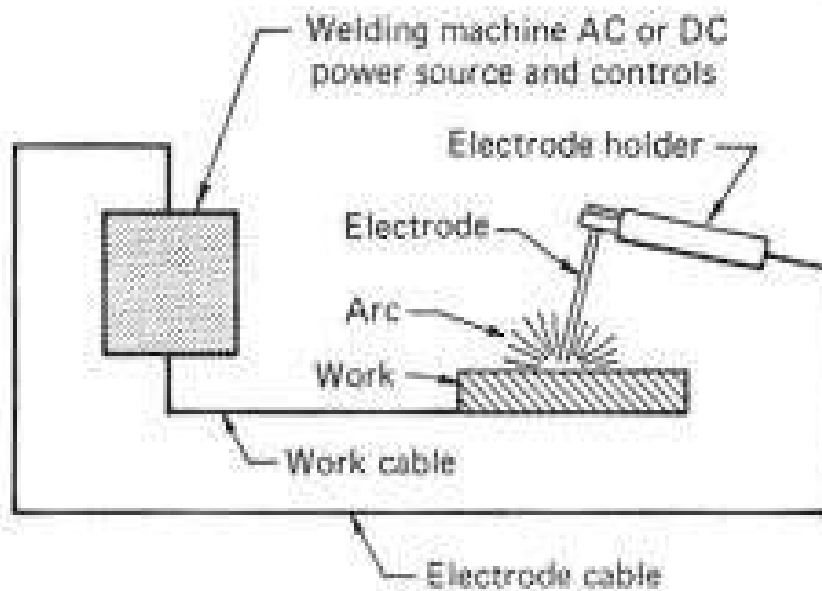 Welding machine AC or DC
power source and controls
Electrode holder
Electrode
Arc
Work
Work cable
Electrode cable